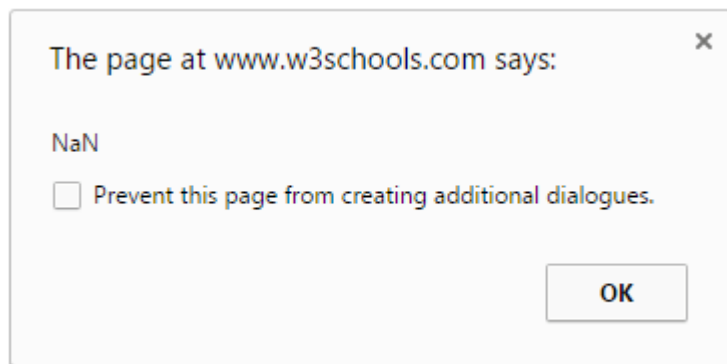 The page at www.w3schools.com says:
NaN
Prevent this page from creating additional dialogues.
OK